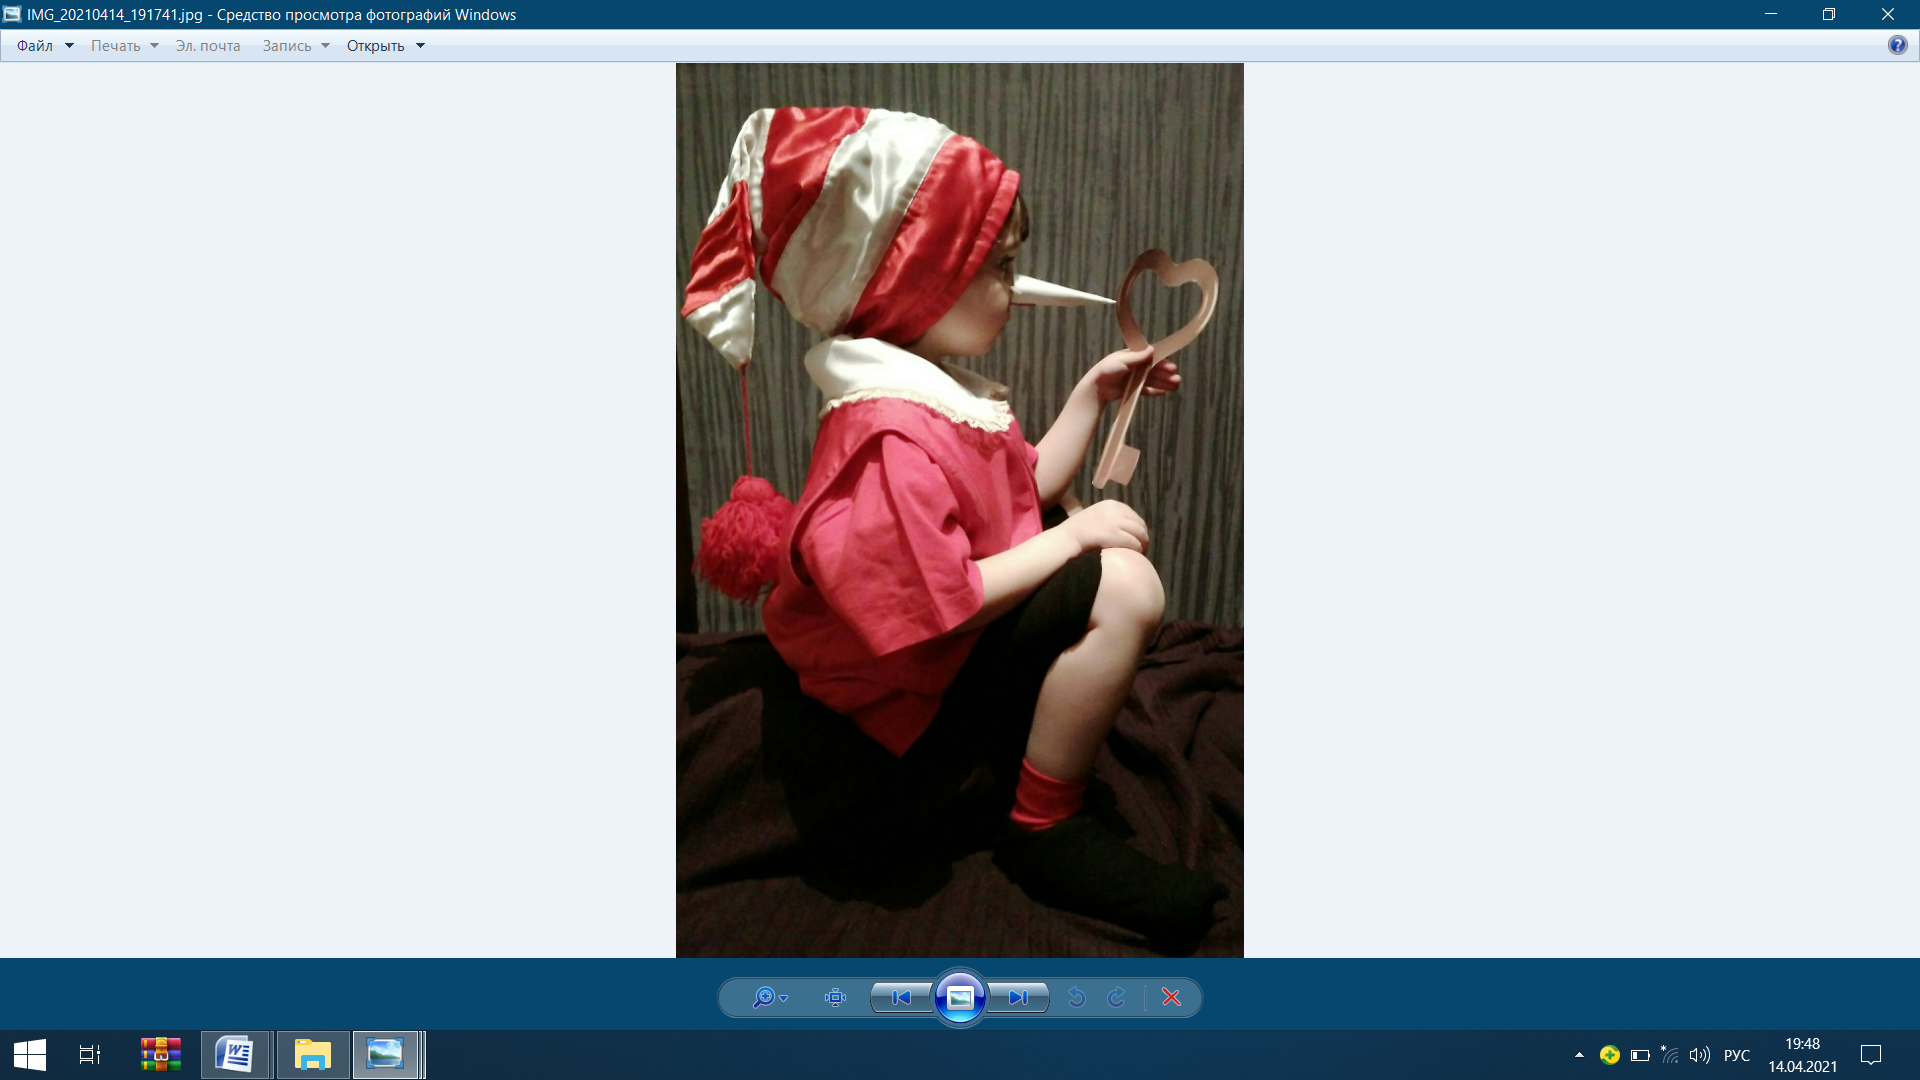 IMG_20210414_191741.jpg - Средство просмотра фотографий Windows
Файл Печать Эл. почта Запись Открыть
РУС
19:48
14.04.2021